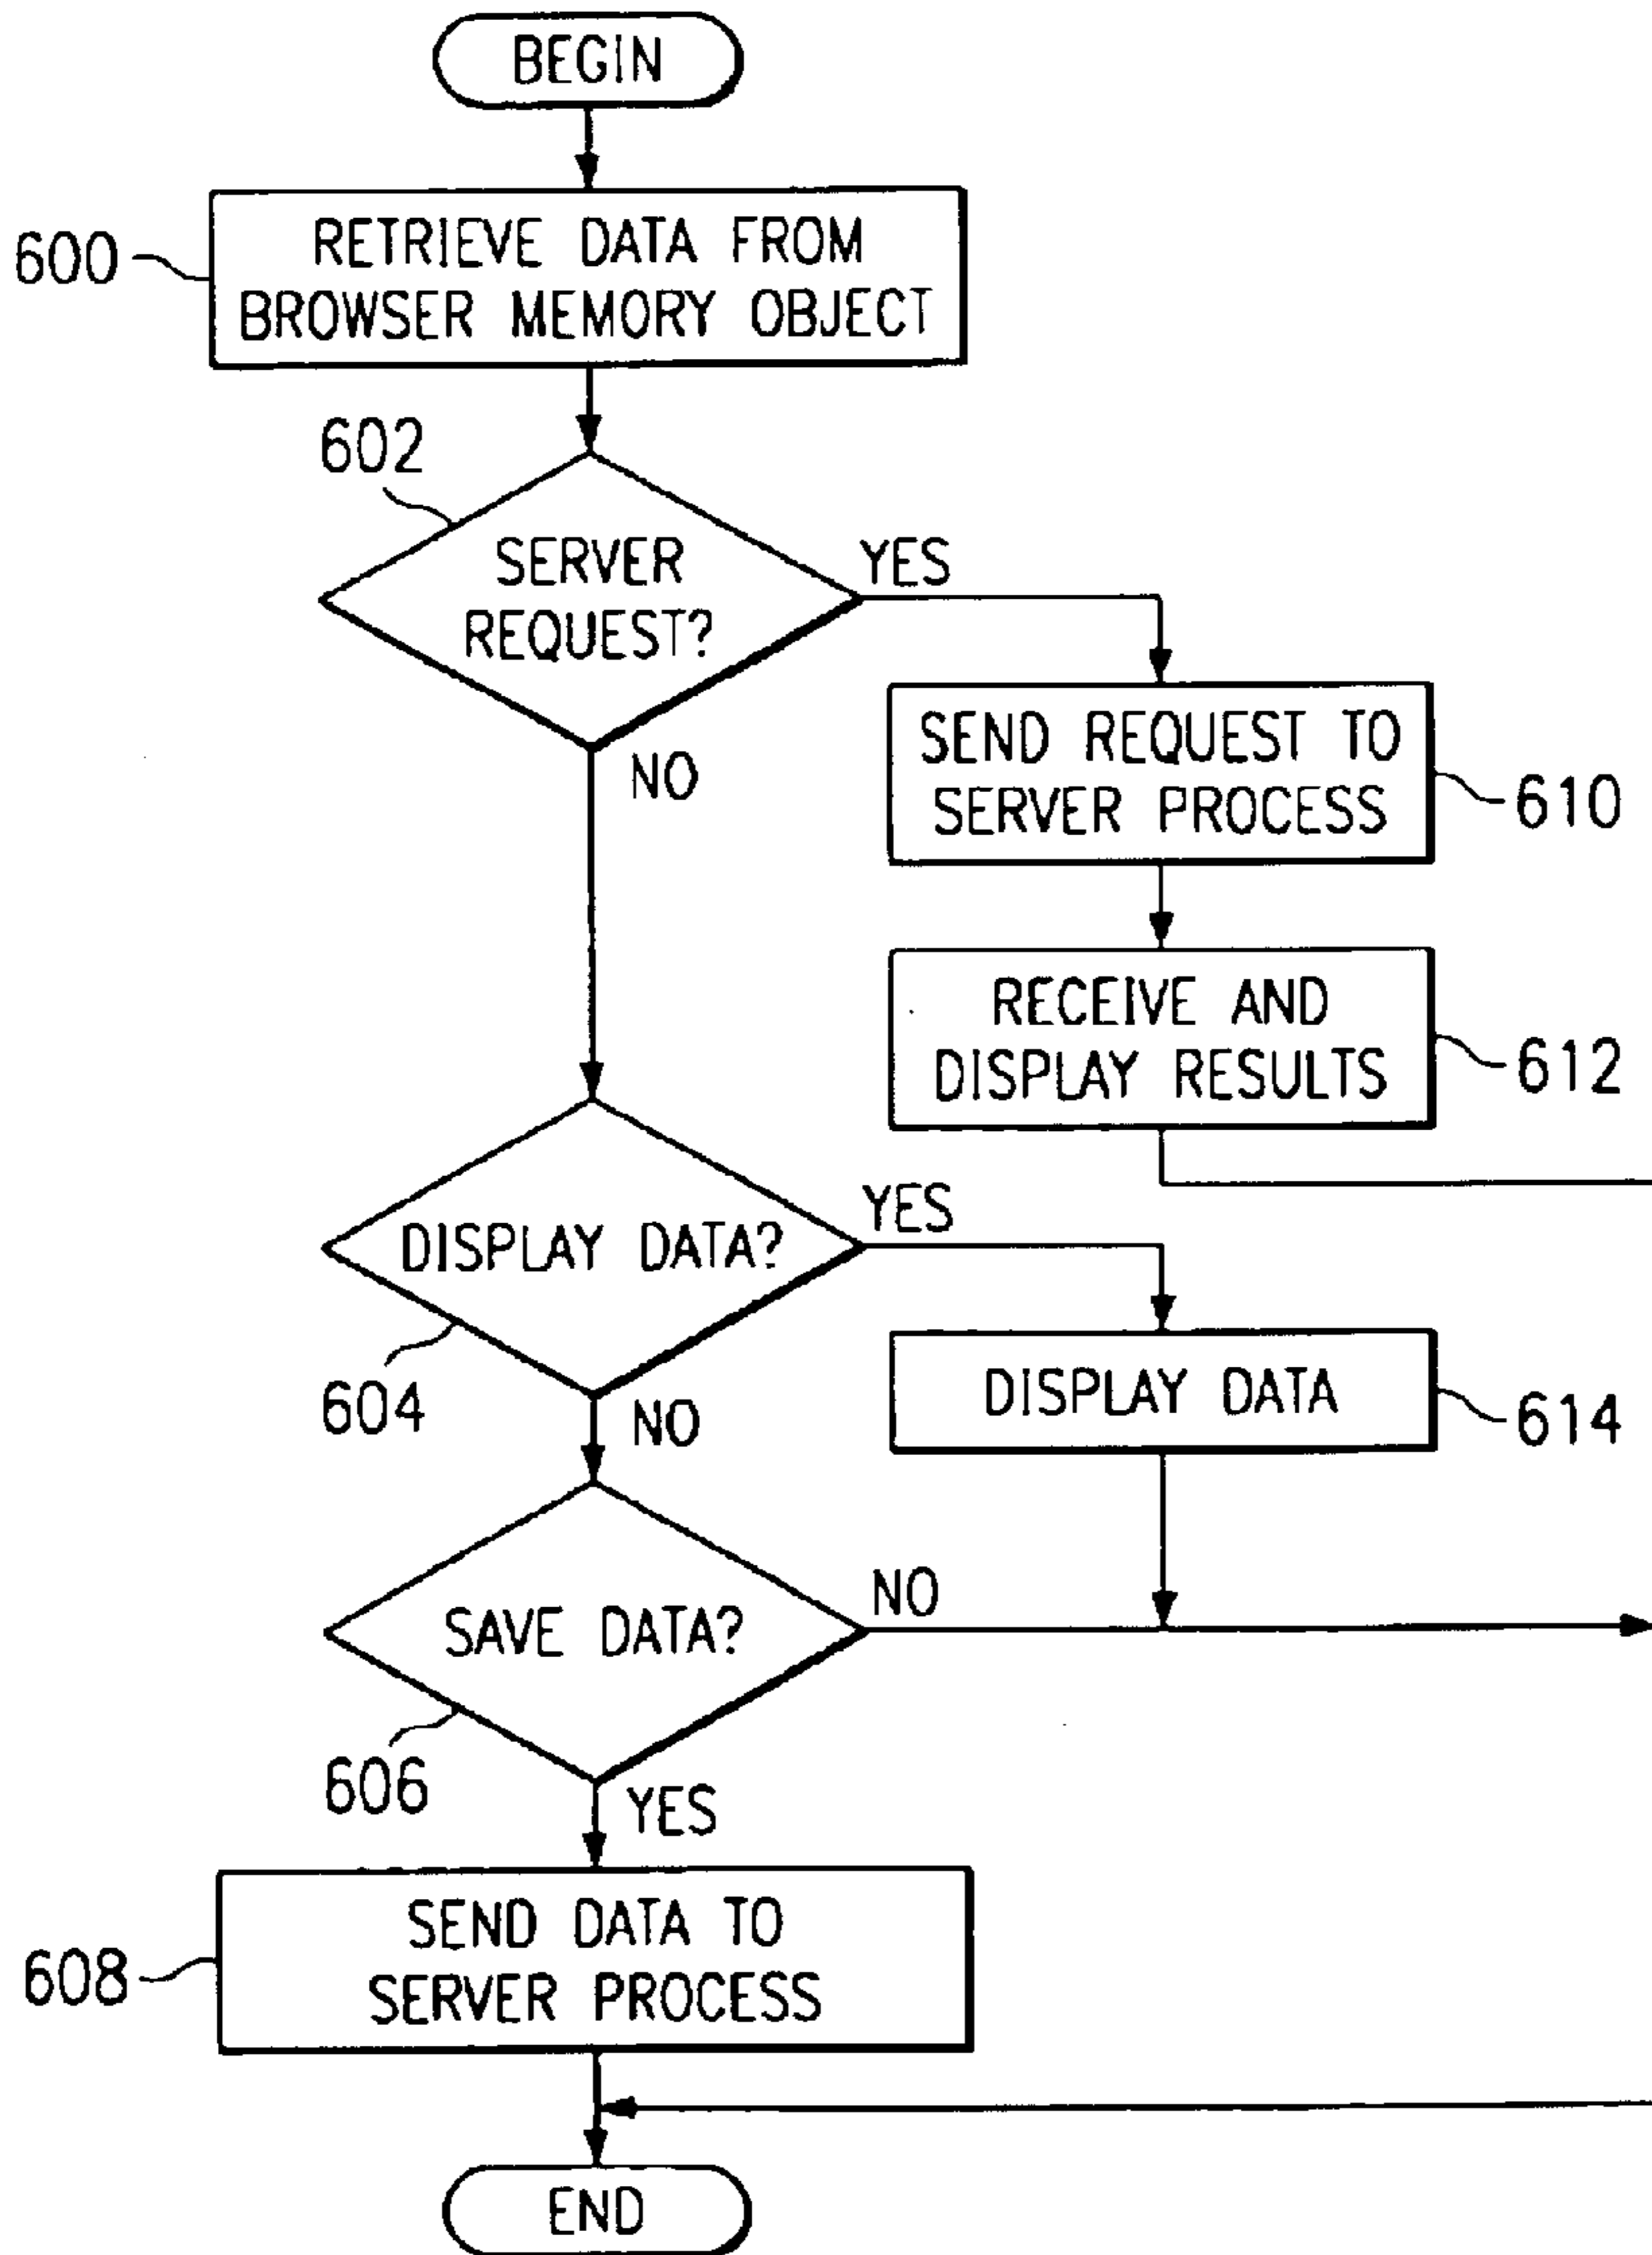 BEGIN
600
RETRIEVE DATA FROM
BROWSER MEMORY OBJECT
602
SERVER
REQUEST?
YES
NO
SEND REQUEST TO
SERVER PROCESS
610
RECEIVE AND
DISPLAY RESULTS
612
DISPLAY DATA?
YES
604
NO
DISPLAY DATA
614
SAVE DATA?
NO
606
YES
608
SEND DATA TO
SERVER PROCESS
END